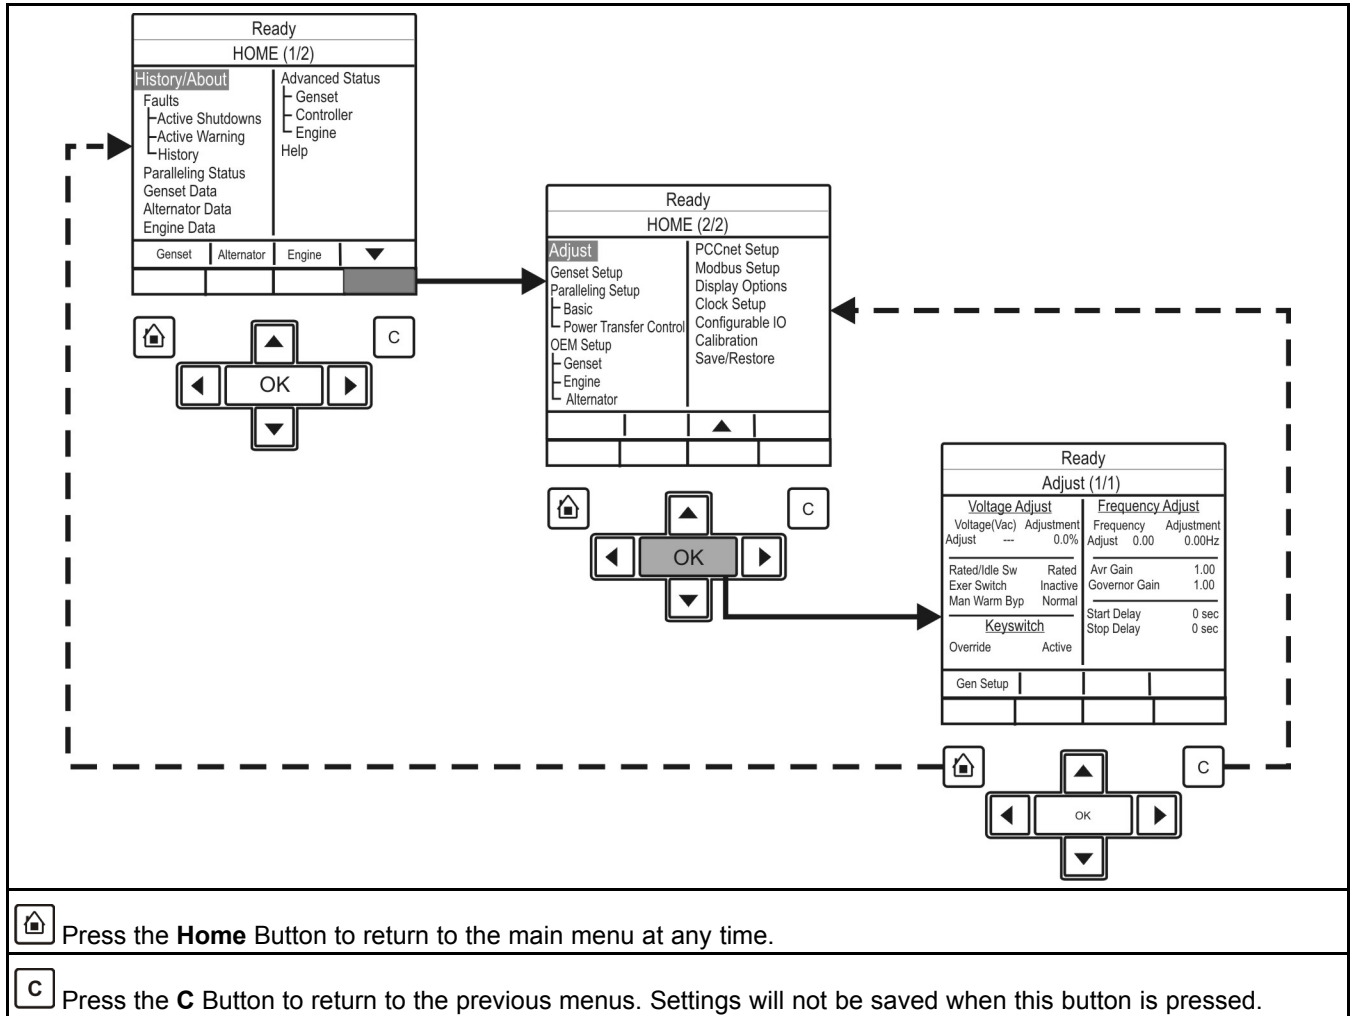 Ready
HOME (1/2)
History/About
Faults
Active Shutdowns
Active Warning
History
Paralleling Status
Genset Data
Alternator Data
Engine Data
Advanced Status
Genset
Controller
Engine
Help
Genset Alternator Engine
C
OK
Ready
HOME (2/2)
Adjust
Genset Setup
Paralleling Setup
Basic
Power Transfer Control
OEM Setup
Genset
Engine
Alternator
PCCnet Setup
Modbus Setup
Display Options
Clock Setup
Configurable IO
Calibration
Save/Restore
C
OK
Ready
Adjust (1/1)
Voltage Adjust
Voltage(Vac) Adjustment
Adjust --- 0.0%
Rated/Idle Sw Rated
Exer Switch Inactive
Man Warm Byp Normal
Keyswitch
Override Active
Frequency Adjust
Frequency Adjustment
Adjust 0.00 0.00Hz
Avr Gain 1.00
Governor Gain 1.00
Start Delay 0 sec
Stop Delay 0 sec
Gen Setup
C
OK
Press the Home Button to return to the main menu at any time.
C Press the C Button to return to the previous menus. Settings will not be saved when this button is pressed.